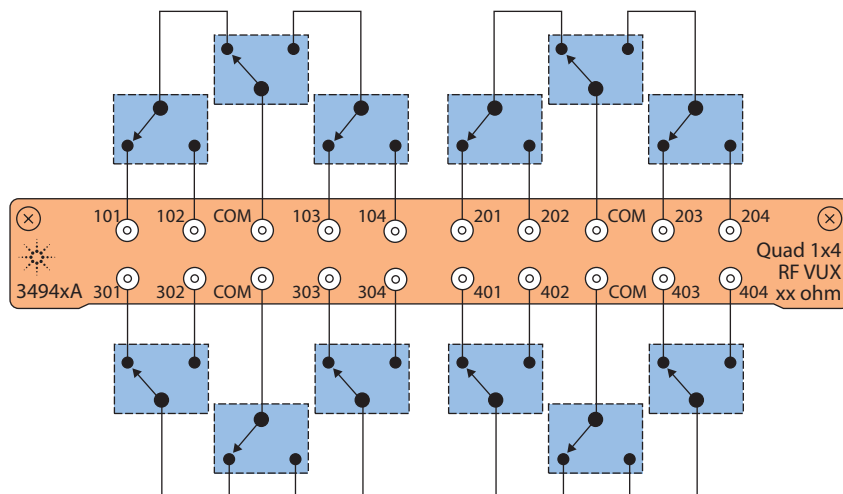 101 102 COM 103 104 201 202 COM 203 204
Quad 1x4
RF VUX
3494xA xx ohm
301 302 COM 303 304 401 402 COM 403 404